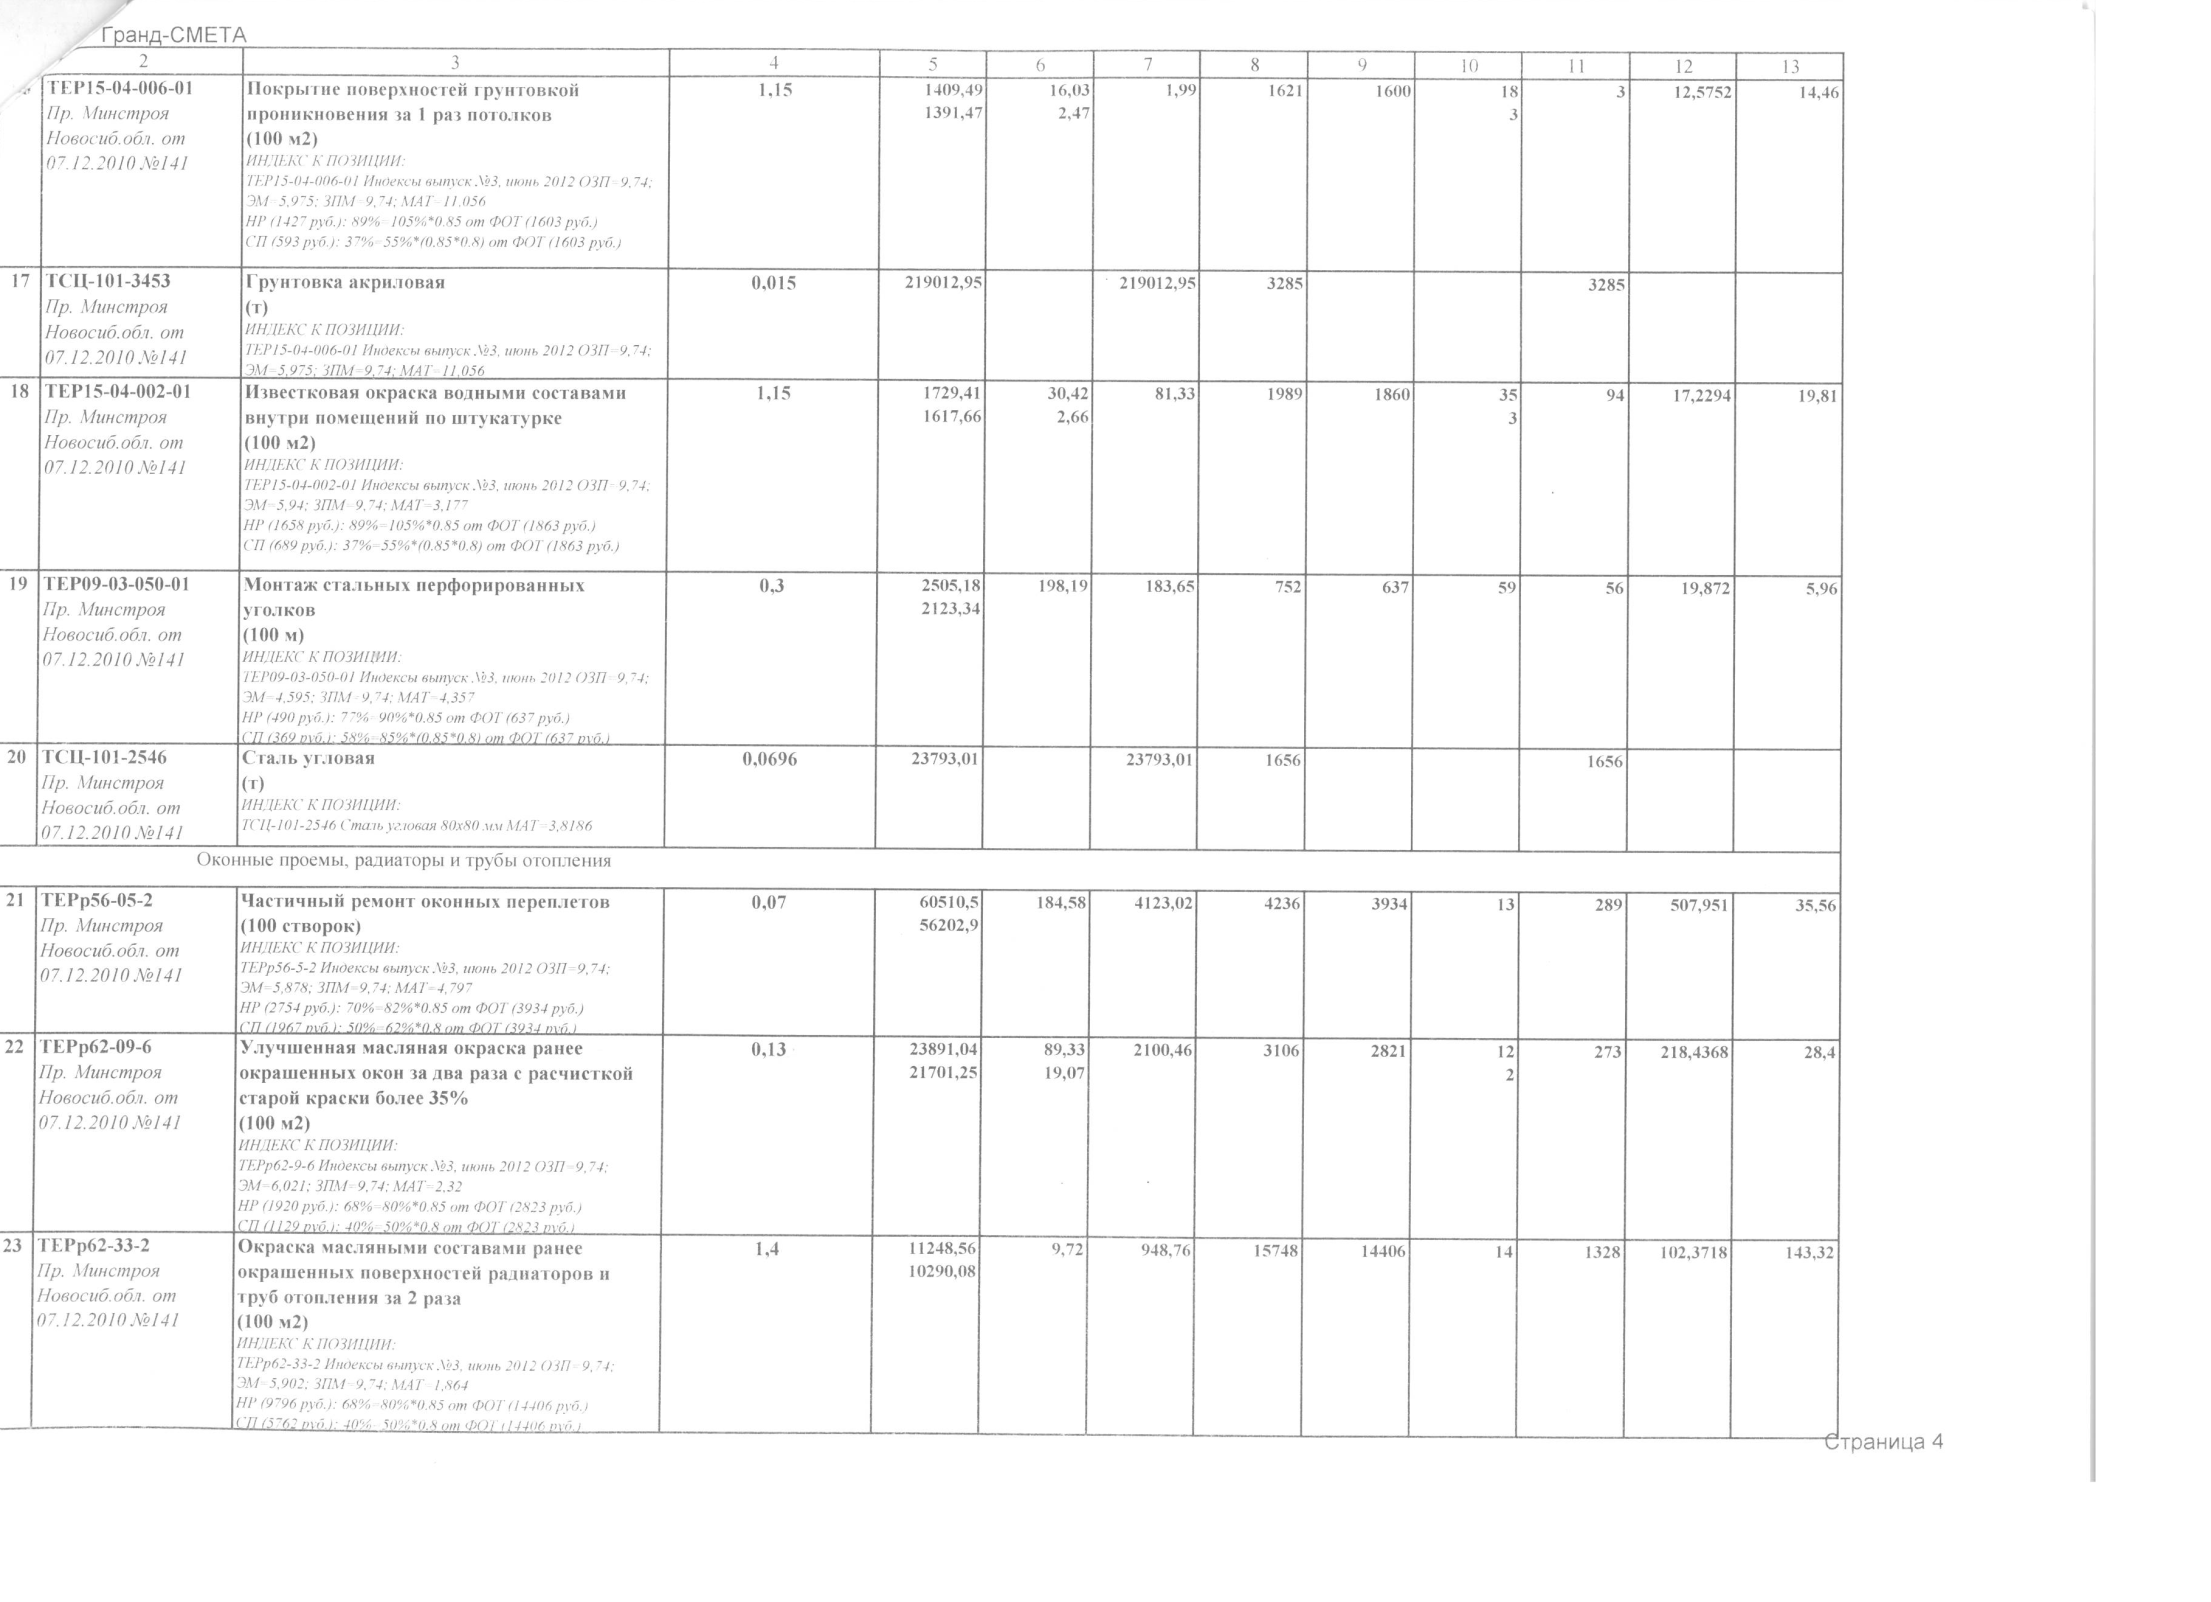 Гранд-СМЕТА
2 3 4 5 6 7 8 9 10 11 12 13
ТЕР15-04-006-01 Покрытие поверхностей грунтовкой 1,15 1409,49 16,03 1,99 1621 1600 18 3 12,5752 14,46
Пр. Минстроя проникновения за 1 раз потолков 1391,47 2,47 3
Новосиб.обл. от (100 м2)
07.12.2010 №141 ИНДЕКС К ПОЗИЦИИ:
ТЕР15-04-006-01 Индексы выпуск №3, июнь 2012 ОЗП=9,74;
ЭМ=5,975; ЗПМ=9,74; МАТ=11,056
НР (1427 руб.): 89%=105%*0.85 от ФОТ (1603 руб.)
СП (593 руб.): 37%=55%*(0.85*0.8) от ФОТ (1603 руб.)
17 ТСЦ-101-3453 Грунтовка акриловая 0,015 219012,95 219012,95 3285 3285
Пр. Минстроя (т)
Новосиб.обл. от ИНДЕКС К ПОЗИЦИИ:
07.12.2010 №141 ТЕР15-04-006-01 Индексы выпуск №3, июнь 2012 ОЗП=9,74;
ЭМ=5,975; ЗПМ=9,74; МАТ=11,056
18 ТЕР15-04-002-01 Известковая окраска водными составами 1,15 1729,41 30,42 81,33 1989 1860 35 94 17,2294 19,81
Пр. Минстроя внутри помещений по штукатурке 1617,66 2,66 3
Новосиб.обл. от (100 м2)
07.12.2010 №141 ИНДЕКС К ПОЗИЦИИ:
ТЕР15-04-002-01 Индексы выпуск №3, июнь 2012 ОЗП=9,74;
ЭМ=5,94; ЗПМ=9,74; МАТ=3,177
НР (1658 руб.): 89%=105%*0.85 от ФОТ (1863 руб.)
СП (689 руб.): 37%=55%*(0.85*0.8) от ФОТ (1863 руб.)
19 ТЕР09-03-050-01 Монтаж стальных перфорированных 0,3 2505,18 198,19 183,65 752 637 59 56 19,872 5,96
Пр. Минстроя уголков 2123,34
Новосиб.обл. от (100 м)
07.12.2010 №141 ИНДЕКС К ПОЗИЦИИ:
ТЕР09-03-050-01 Индексы выпуск №3, июнь 2012 ОЗП=9,74;
ЭМ=4,595; ЗПМ=9,74; МАТ=4,357
НР (490 руб.): 77%=90%*0.85 от ФОТ (637 руб.)
СП (369 руб.): 58%=85%*(0.85*0.8) от ФОТ (637 руб.)
20 ТСЦ-101-2546 Сталь угловая 0,0696 23793,01 23793,01 1656 1656
Пр. Минстроя (т)
Новосиб.обл. от ИНДЕКС К ПОЗИЦИИ:
07.12.2010 №141 ТСЦ-101-2546 Сталь угловая 80х80 мм МАТ=3,8186
Оконные проемы, радиаторы и трубы отопления
21 ТЕРр56-05-2 Частичный ремонт оконных переплетов 0,07 60510,5 184,58 4123,02 4236 3934 13 289 507,951 35,56
Пр. Минстроя (100 створок) 56202,9
Новосиб.обл. от ИНДЕКС К ПОЗИЦИИ:
07.12.2010 №141 ТЕРр56-5-2 Индексы выпуск №3, июнь 2012 ОЗП=9,74;
ЭМ=5,878; ЗПМ=9,74; МАТ=4,797
НР (2754 руб.): 70%=82%*0.85 от ФОТ (3934 руб.)
СП (1967 руб.): 50%=62%*0.8 от ФОТ (3934 руб.)
22 ТЕРр62-09-6 Улучшенная масляная окраска ранее 0,13 23891,04 89,33 2100,46 3106 2821 12 273 218,4368 28,4
Пр. Минстроя окрашенных окон за два раза с расчисткой 21701,25 19,07 2
Новосиб.обл. от старой краски более 35%
07.12.2010 №141 (100 м2)
ИНДЕКС К ПОЗИЦИИ:
ТЕРр62-9-6 Индексы выпуск №3, июнь 2012 ОЗП=9,74;
ЭМ=6,021; ЗПМ=9,74; МАТ=2,32
НР (1920 руб.): 68%=80%*0.85 от ФОТ (2823 руб.)
СП (1129 руб.): 40%=50%*0.8 от ФОТ (2823 руб.)
23 ТЕРр62-33-2 Окраска масляными составами ранее 1,4 11248,56 9,72 948,76 15748 14406 14 1328 102,3718 143,32
Пр. Минстроя окрашенных поверхностей радиаторов и 10290,08
Новосиб.обл. от труб отопления за 2 раза
07.12.2010 №141 (100 м2)
ИНДЕКС К ПОЗИЦИИ:
ТЕРр62-33-2 Индексы выпуск №3, июнь 2012 ОЗП=9,74;
ЭМ=5,902; ЗПМ=9,74; МАТ=1,864
НР (9796 руб.): 68%=80%*0.85 от ФОТ (14406 руб.)
СП (5762 руб.): 40%=50%*0.8 от ФОТ (14406 руб.)
Страница 4